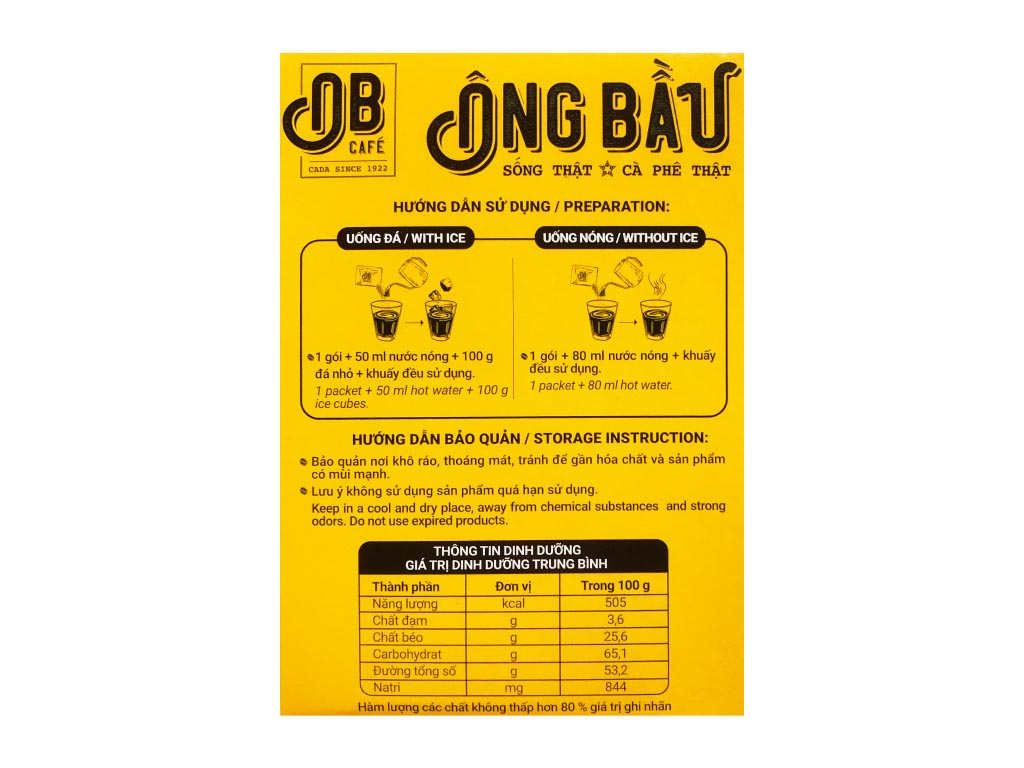 OB
CAFÉ
CADA SINCE 1922
ÔNG BẦU
SỐNG THẬT CÀ PHÊ THẬT
HƯỚNG DẪN SỬ DỤNG / PREPARATION:
UỐNG ĐÁ / WITH ICE
UỐNG NÓNG / WITHOUT ICE
1 gói + 50 ml nước nóng + 100 g
đá nhỏ + khuấy đều sử dụng.
1 packet + 50 ml hot water + 100 g
ice cubes.
1 gói + 80 ml nước nóng + khuấy
đều sử dụng.
1 packet + 80 ml hot water.
HƯỚNG DẪN BẢO QUẢN / STORAGE INSTRUCTION:
Bảo quản nơi khô ráo, thoáng mát, tránh để gần hóa chất và sản phẩm
có mùi mạnh.
Lưu ý không sử dụng sản phẩm quá hạn sử dụng.
Keep in a cool and dry place, away from chemical substances and strong
odors. Do not use expired products.
THÔNG TIN DINH DƯỠNG
GIÁ TRỊ DINH DƯỠNG TRUNG BÌNH
Thành phần Đơn vị Trong 100 g
Năng lượng kcal 505
Chất đạm g 3,6
Chất béo g 25,6
Carbohydrat g 65,1
Đường tổng số g 53,2
Natri mg 844
Hàm lượng các chất không thấp hơn 80 % giá trị ghi nhãn